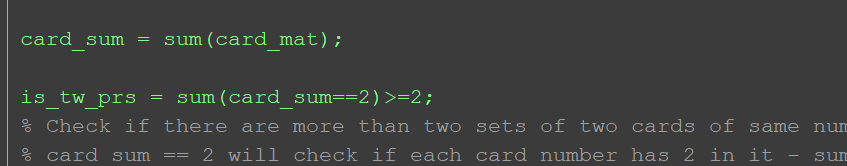 card_sum = sum(card_mat);
is_tw_prs = sum(card_sum==2)>=2;
% Check if there are more than two sets of two cards of same num
% card sum == 2 will check if each card number has 2 in it - sum